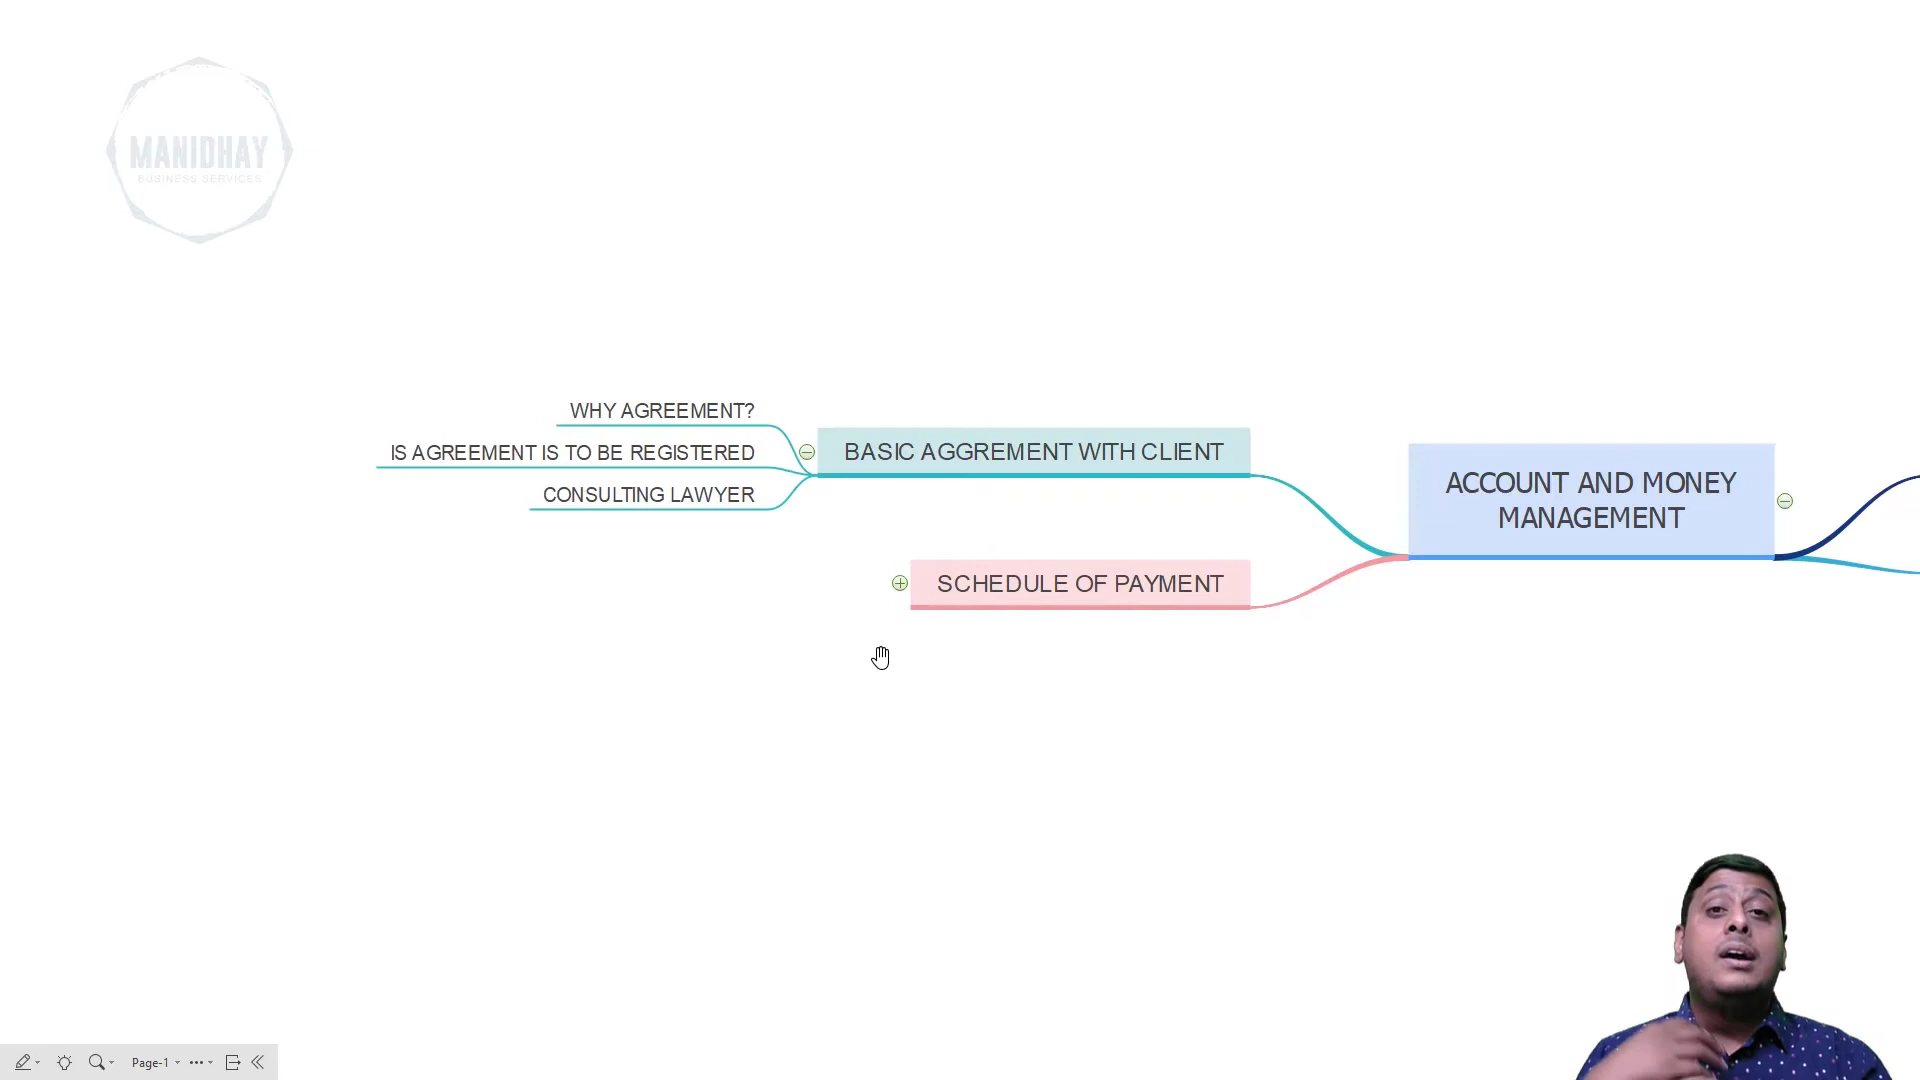 MANIDHAY
BUSINESS SERVICES
WHY AGREEMENT?
IS AGREEMENT IS TO BE REGISTERED
CONSULTING LAWYER
BASIC AGGREMENT WITH CLIENT
SCHEDULE OF PAYMENT
ACCOUNT AND MONEY
MANAGEMENT
Page-1